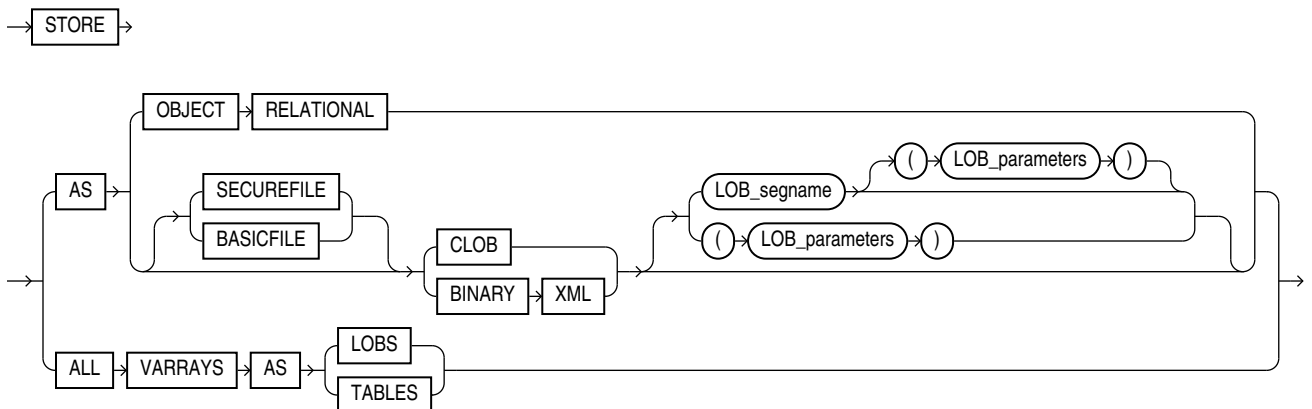 STORE
OBJECT RELATIONAL
( LOB_parameters )
AS SECUREFILE LOB_segname
BASICFILE CLOB ( LOB_parameters )
BINARY XML
LOBS
ALL VARRAYS AS
TABLES